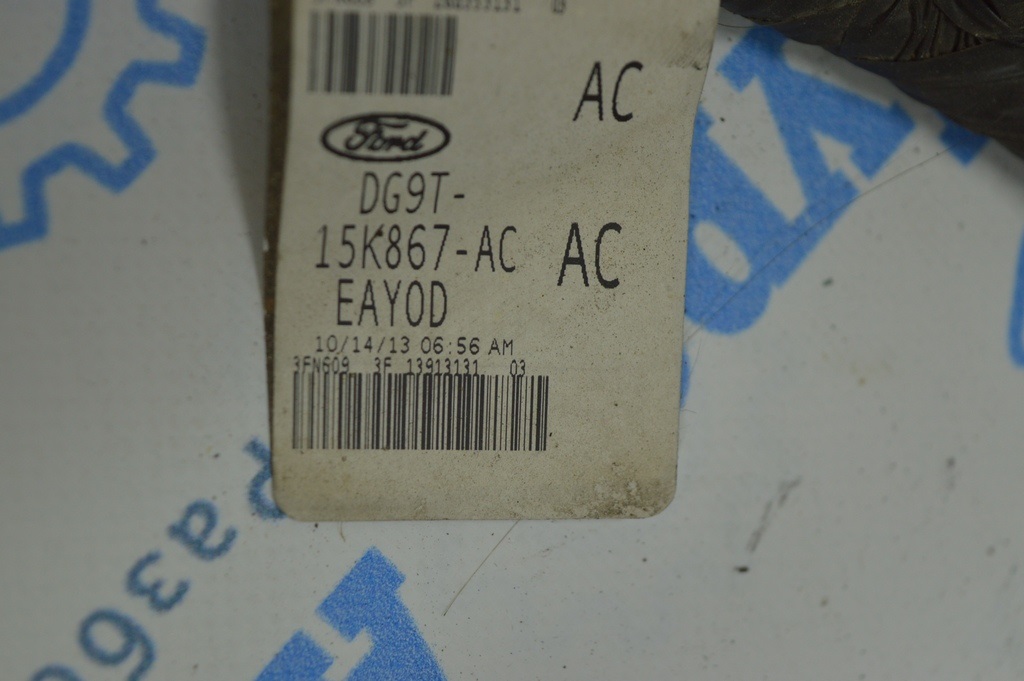 AC
Ford
DG9T-
15K867-AC AC
EAYOD
10/14/13 06:56 AM
3FN609 3F 13913131 03